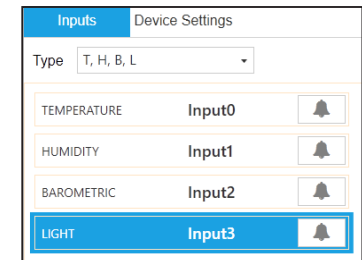 Inputs Device Settings
Type T, H, B, L
TEMPERATURE Input0
HUMIDITY Input1
BAROMETRIC Input2
LIGHT Input3